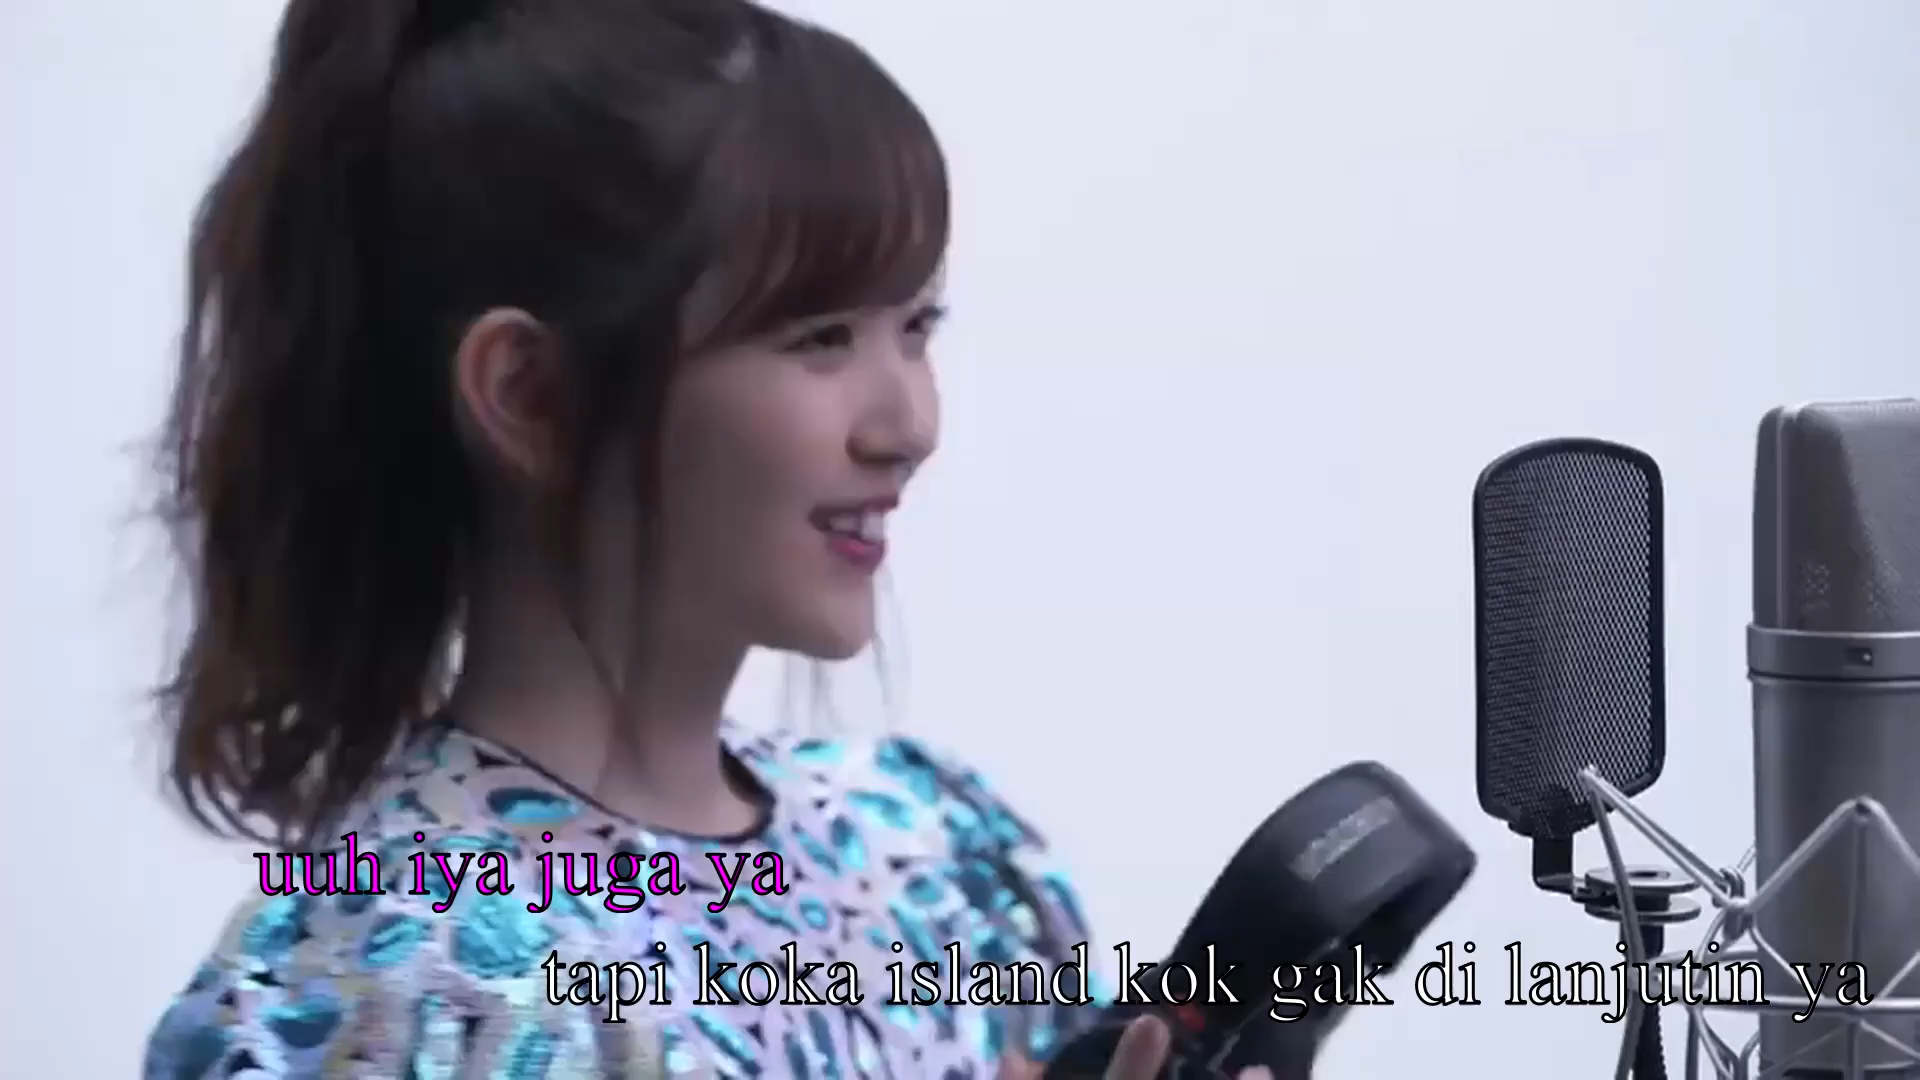 uuh iya juga ya
tapi koka island kok gak di lanjutin ya